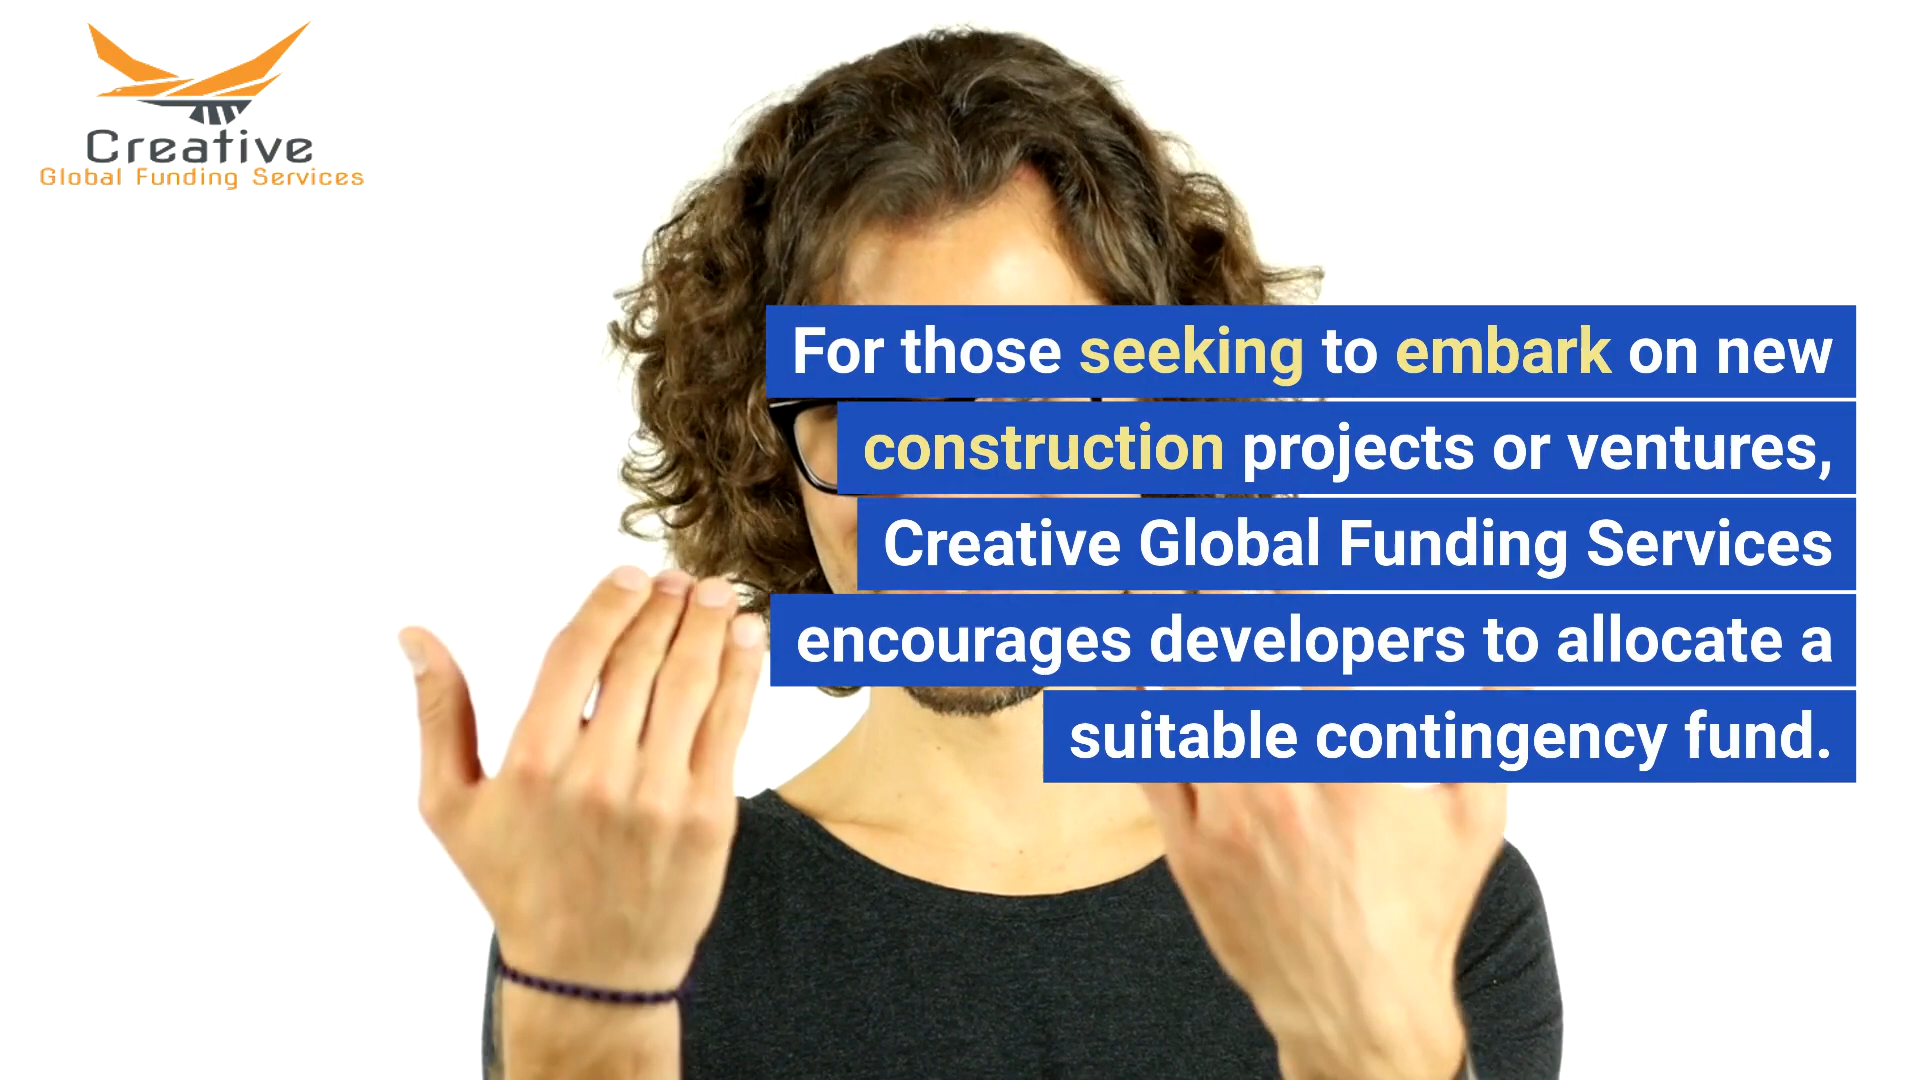 Creative
Global Funding Services
For those seeking to embark on new
construction projects or ventures,
Creative Global Funding Services
encourages developers to allocate a
suitable contingency fund.